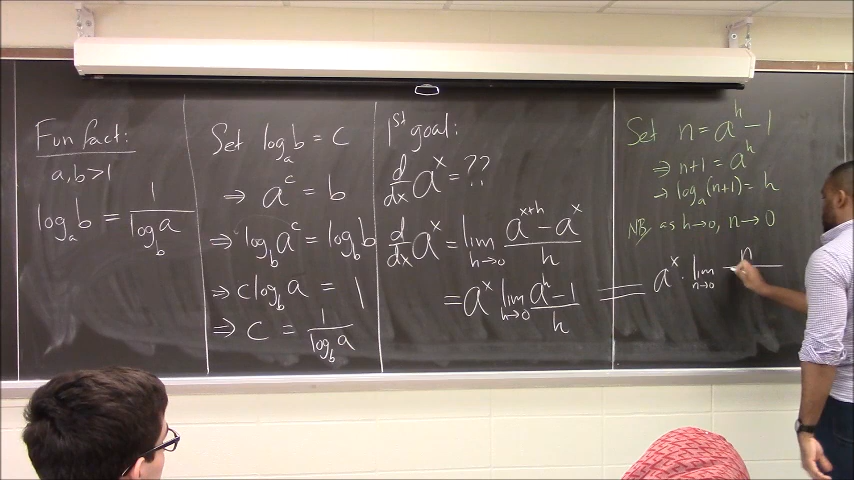 Fun fact:
a, b > 1
log_a b = 1 / log_b a
Set log_a b = c
⇒ a^c = b
⇒ log_b a^c = log_b b
⇒ c log_b a = 1
⇒ c = 1 / log_b a
1st goal:
d/dx a^x = ??
d/dx a^x = lim_{h→0} (a^{x+h} - a^x) / h
= a^x lim_{h→0} (a^h - 1) / h
Set n = a^h - 1
⇒ n+1 = a^h
→ log_a (n+1) = h
NB as h→0, n→0
= a^x · lim_{n→0} n